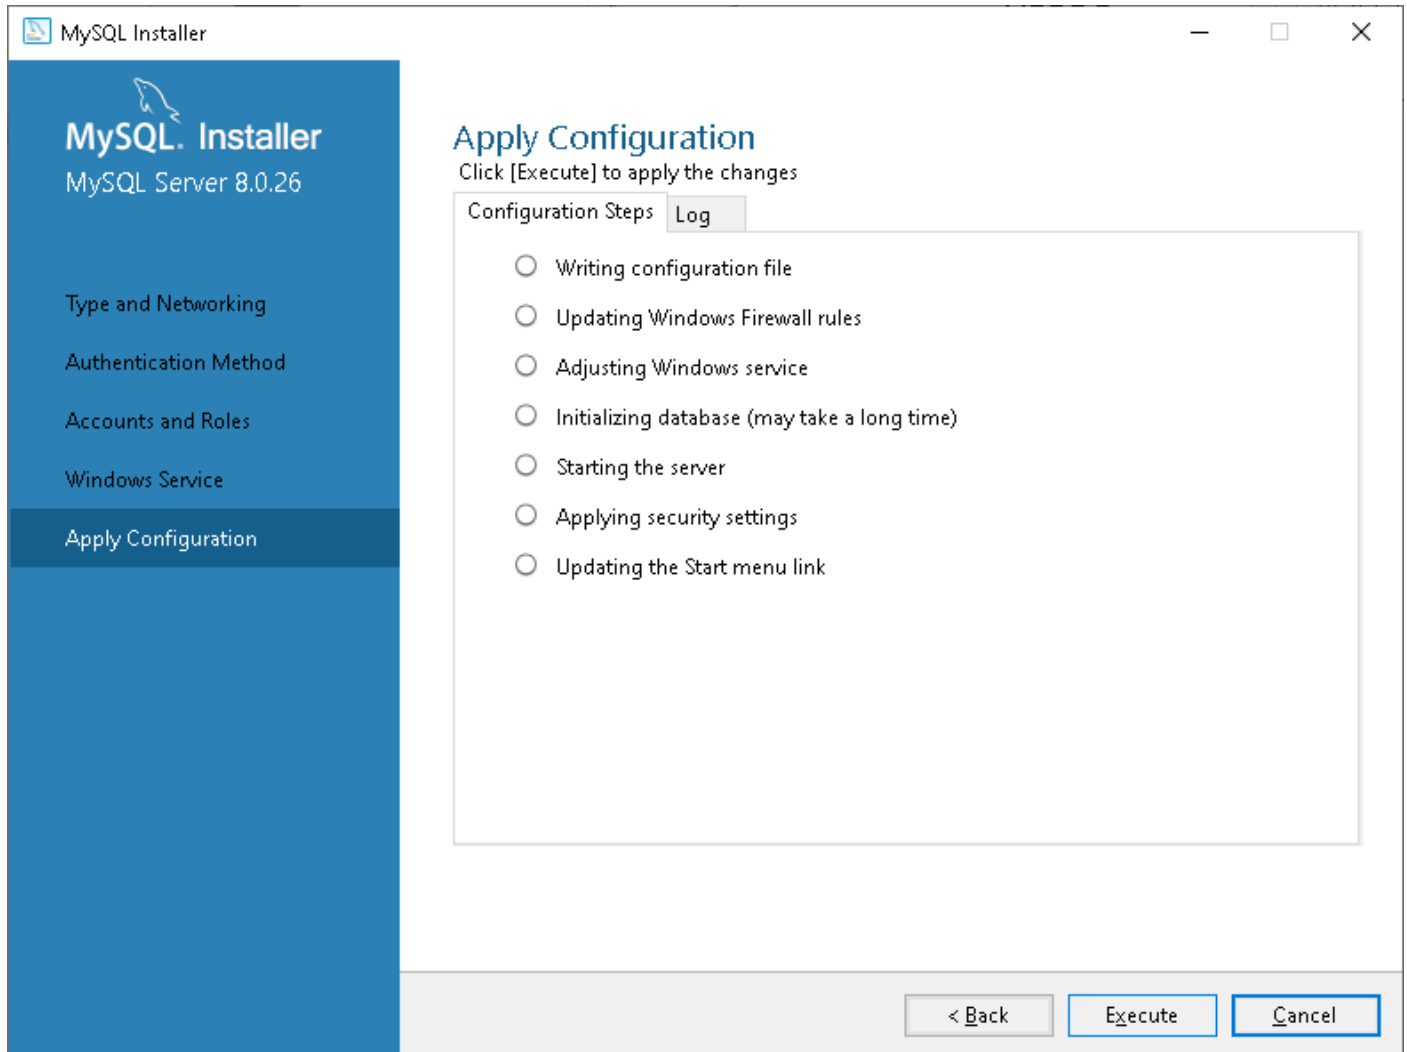 MySQL Installer
MySQL. Installer
MySQL Server 8.0.26
Type and Networking
Authentication Method
Accounts and Roles
Windows Service
Apply Configuration
Apply Configuration
Click [Execute] to apply the changes
Configuration Steps
Log
Writing configuration file
Updating Windows Firewall rules
Adjusting Windows service
Initializing database (may take a long time)
Starting the server
Applying security settings
Updating the Start menu link
< Back
Execute
Cancel